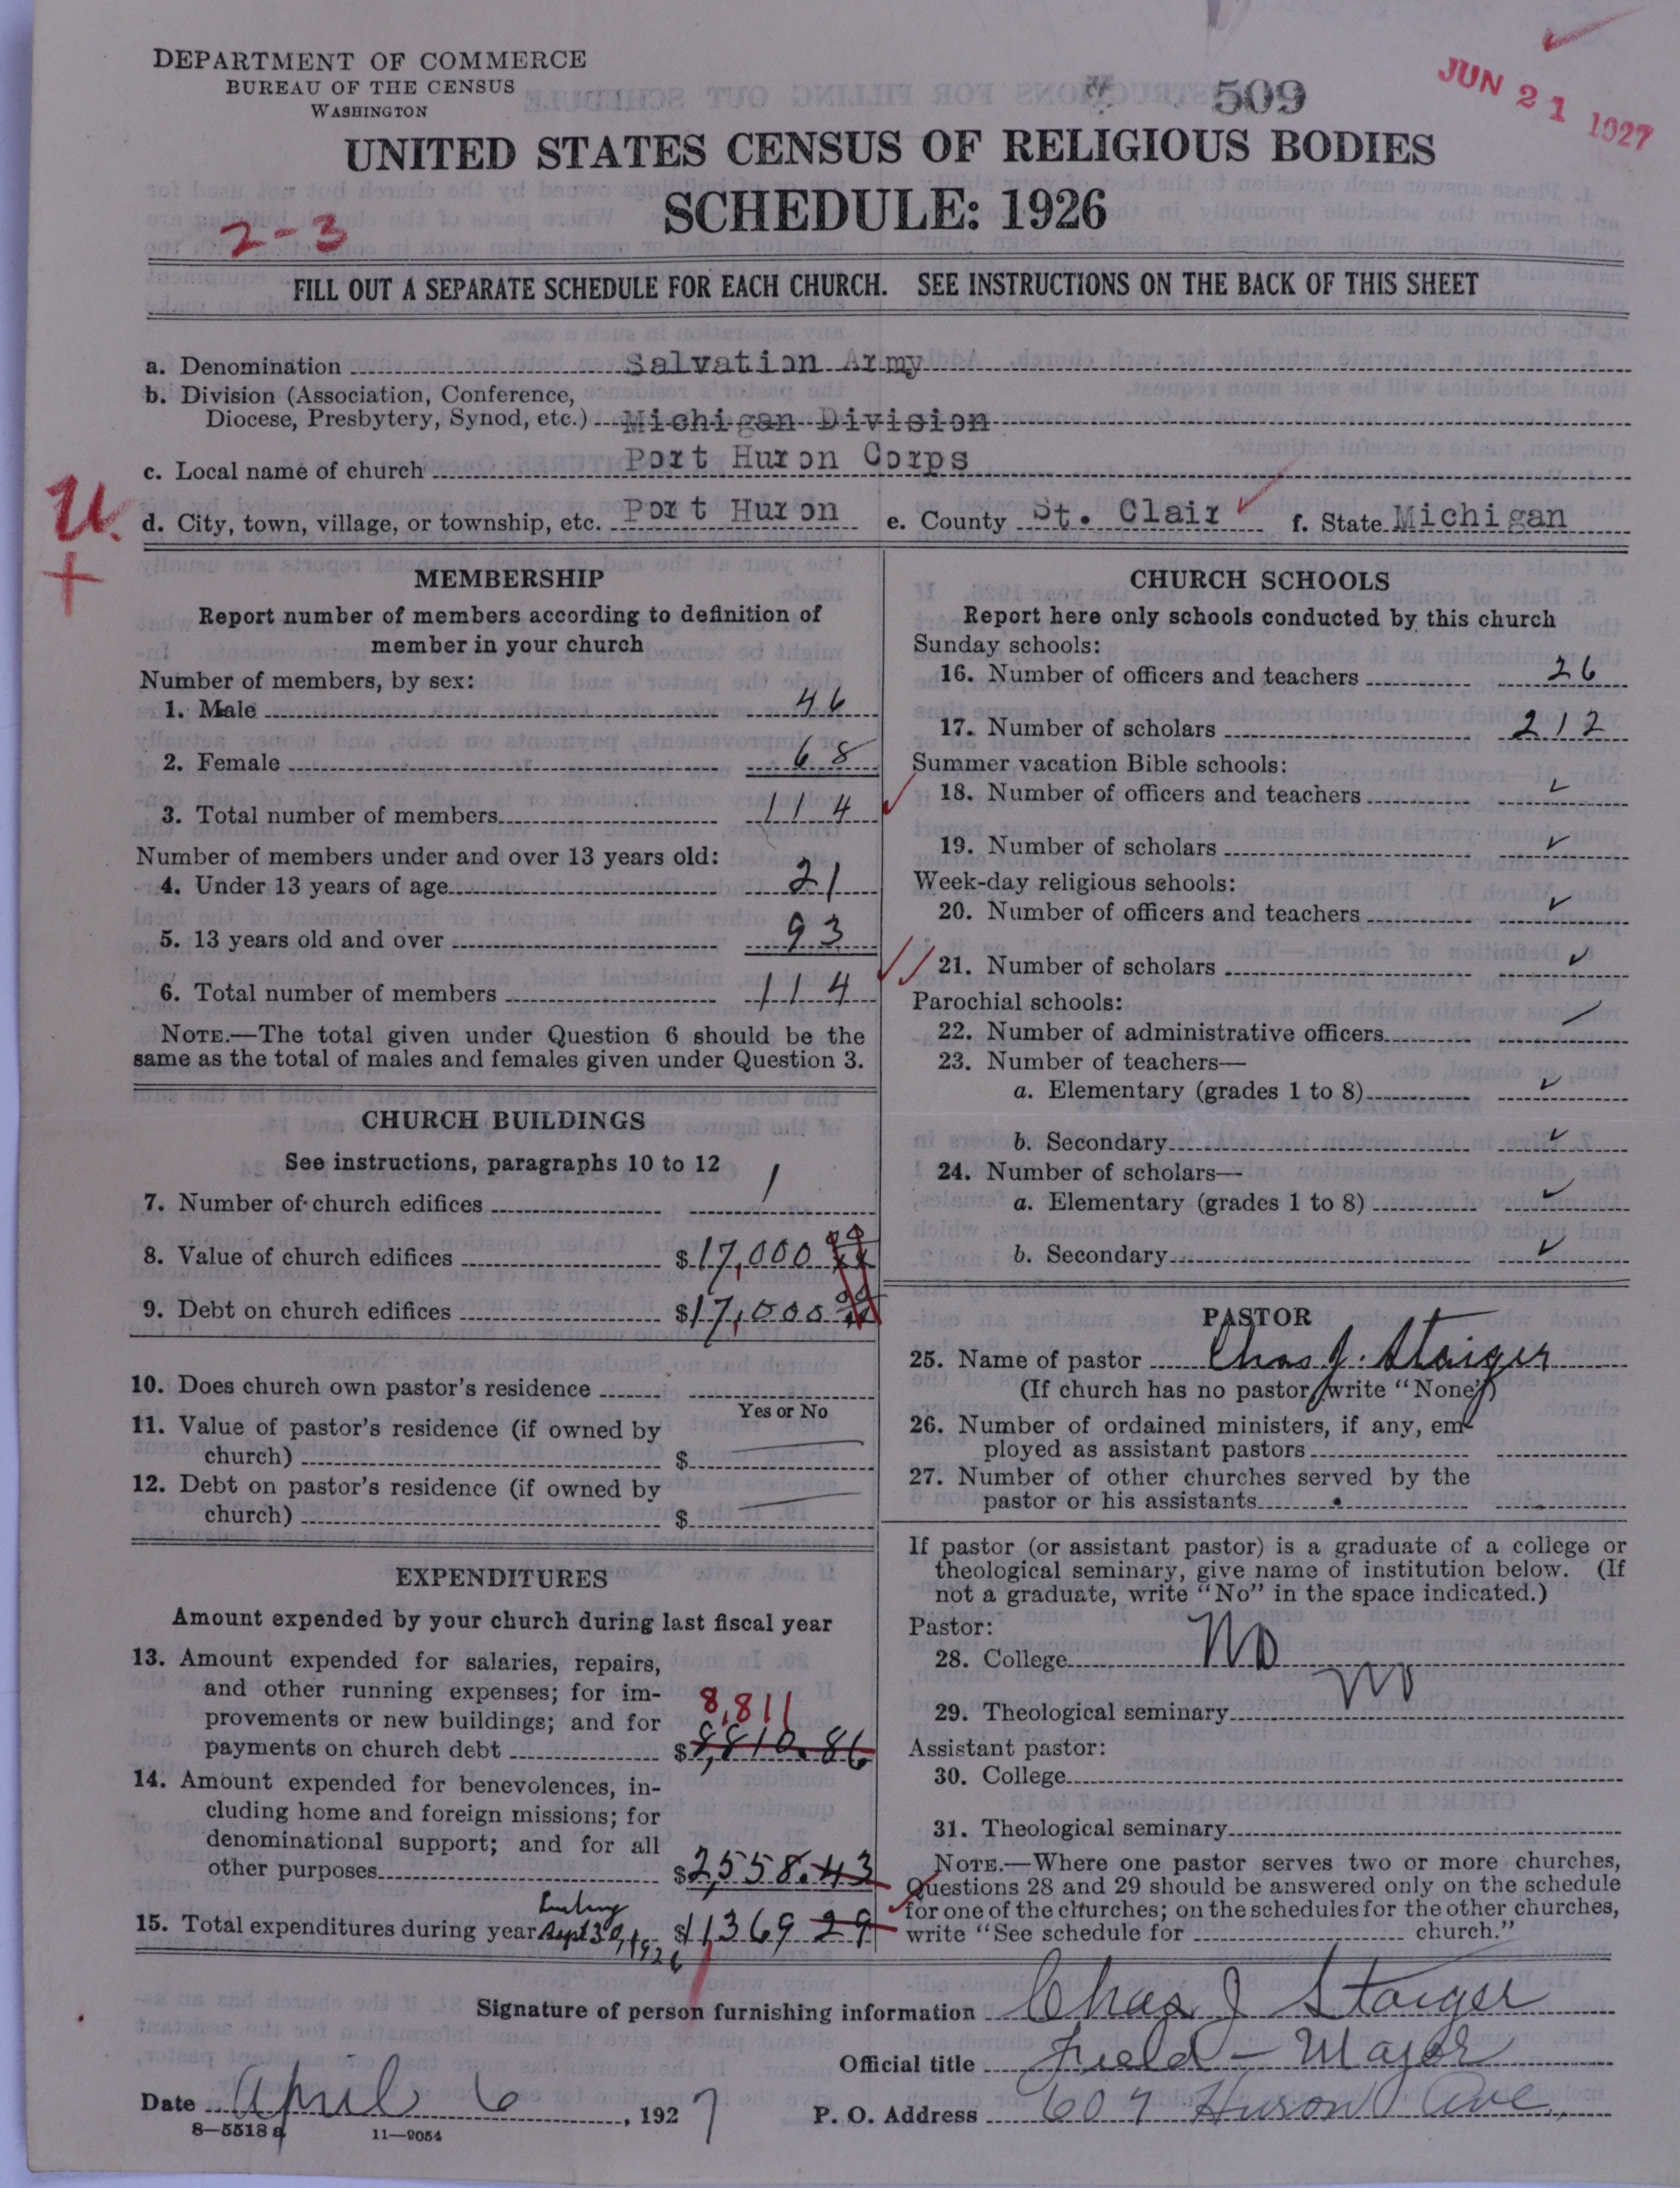 DEPARTMENT OF COMMERCE
BUREAU OF THE CENSUS
WASHINGTON
509
JUN 21 1927
UNITED STATES CENSUS OF RELIGIOUS BODIES
SCHEDULE: 1926
2-3
FILL OUT A SEPARATE SCHEDULE FOR EACH CHURCH. SEE INSTRUCTIONS ON THE BACK OF THIS SHEET
a. Denomination Salvation Army
b. Division (Association, Conference,
Diocese, Presbytery, Synod, etc.) Michigan Division
c. Local name of church Port Huron Corps
U.
+
d. City, town, village, or township, etc. Port Huron e. County St. Clair ✓ f. State Michigan
MEMBERSHIP
Report number of members according to definition of
member in your church
Number of members, by sex:
1. Male 46
2. Female 68
3. Total number of members 114
Number of members under and over 13 years old:
4. Under 13 years of age 21
5. 13 years old and over 93
6. Total number of members 114
NOTE.—The total given under Question 6 should be the
same as the total of males and females given under Question 3.
CHURCH BUILDINGS
See instructions, paragraphs 10 to 12
7. Number of church edifices 1
8. Value of church edifices $17,000
9. Debt on church edifices $17,000
10. Does church own pastor's residence
Yes or No
11. Value of pastor's residence (if owned by
church) $ —
12. Debt on pastor's residence (if owned by
church) $ —
EXPENDITURES
Amount expended by your church during last fiscal year
13. Amount expended for salaries, repairs,
and other running expenses; for im-
provements or new buildings; and for 8,811
payments on church debt $8,810.86
14. Amount expended for benevolences, in-
cluding home and foreign missions; for
denominational support; and for all
other purposes $2,558.43
Ending
15. Total expenditures during year Sept 30, 1926 $11369 29
CHURCH SCHOOLS
Report here only schools conducted by this church
Sunday schools:
16. Number of officers and teachers 26
17. Number of scholars 212
Summer vacation Bible schools:
18. Number of officers and teachers ✓
19. Number of scholars ✓
Week-day religious schools:
20. Number of officers and teachers ✓
21. Number of scholars ✓
Parochial schools:
22. Number of administrative officers
23. Number of teachers—
a. Elementary (grades 1 to 8) ✓
b. Secondary ✓
24. Number of scholars—
a. Elementary (grades 1 to 8) ✓
b. Secondary ✓
PASTOR
25. Name of pastor Chas J. Staiger
(If church has no pastor, write "None")
26. Number of ordained ministers, if any, em-
ployed as assistant pastors
27. Number of other churches served by the
pastor or his assistants
If pastor (or assistant pastor) is a graduate of a college or
theological seminary, give name of institution below. (If
not a graduate, write "No" in the space indicated.)
Pastor:
28. College No
29. Theological seminary No
Assistant pastor:
30. College
31. Theological seminary
NOTE.—Where one pastor serves two or more churches,
Questions 28 and 29 should be answered only on the schedule
for one of the churches; on the schedules for the other churches,
write "See schedule for church."
Signature of person furnishing information Chas J Staiger
Official title Field-Major
Date April 6, 1927 P. O. Address 607 Huron Ave.
8—5518 a 11—9054